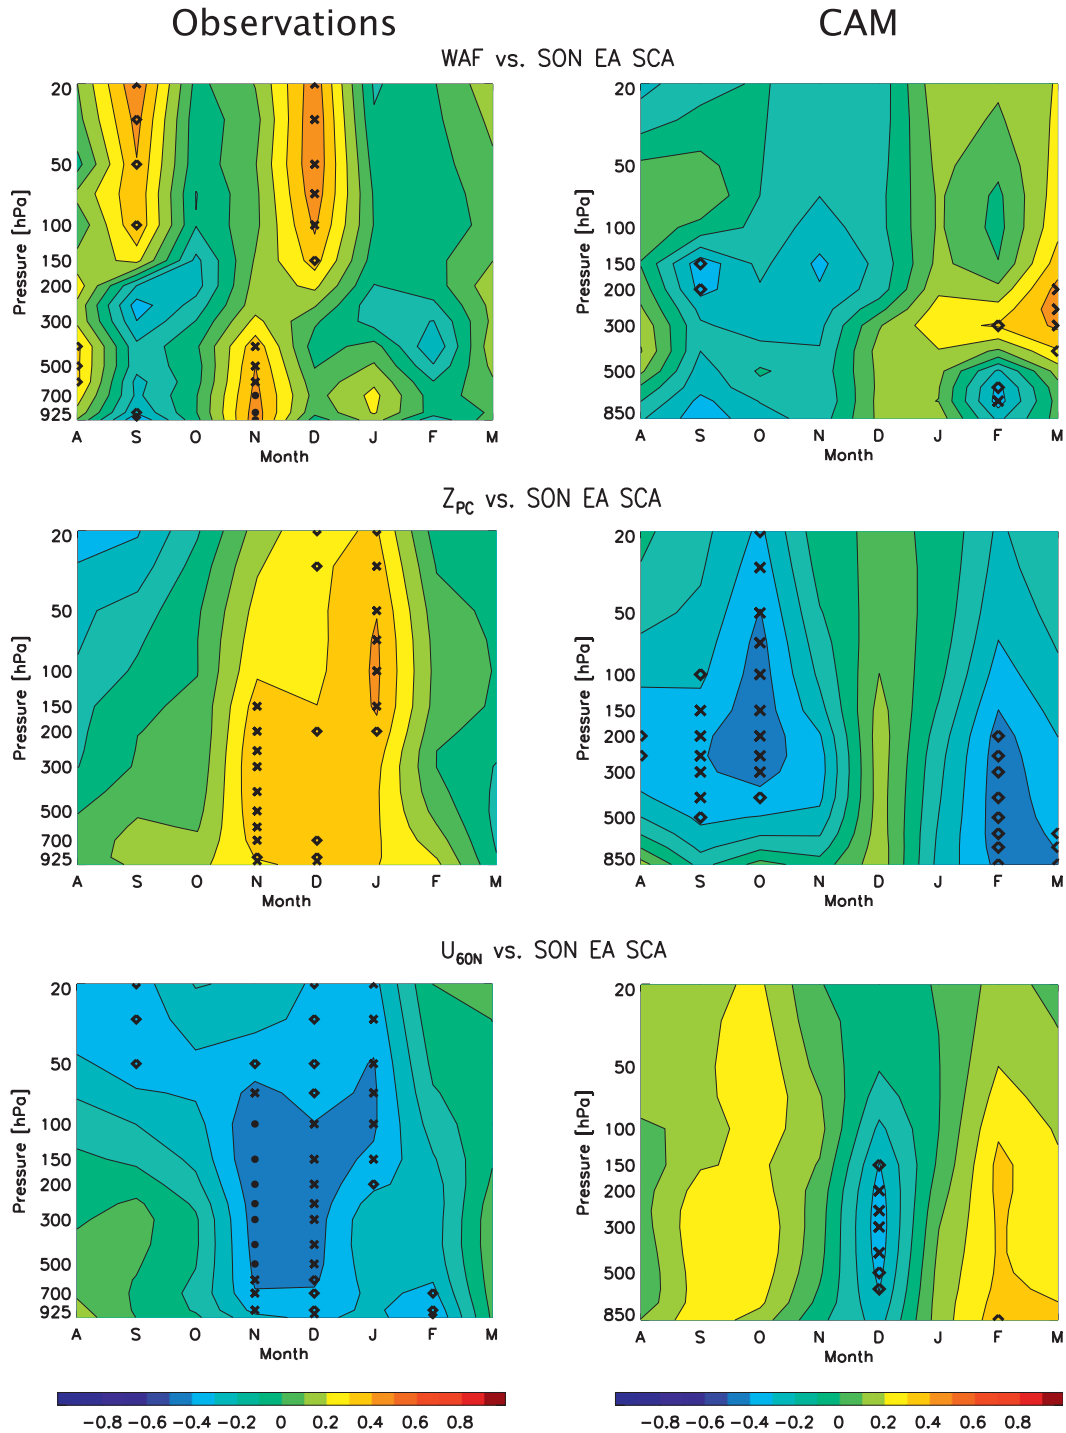 Observations CAM
WAF vs. SON EA SCA
20
50
100
150
200
300
500
700
925
Pressure [hPa]
A S O N D J F M
Month
20
50
100
150
200
300
500
850
Pressure [hPa]
A S O N D J F M
Month
Z_PC vs. SON EA SCA
20
50
100
150
200
300
500
700
925
Pressure [hPa]
A S O N D J F M
Month
20
50
100
150
200
300
500
850
Pressure [hPa]
A S O N D J F M
Month
U_60N vs. SON EA SCA
20
50
100
150
200
300
500
700
925
Pressure [hPa]
A S O N D J F M
Month
20
50
100
150
200
300
500
850
Pressure [hPa]
A S O N D J F M
Month
−0.8 −0.6 −0.4 −0.2 0 0.2 0.4 0.6 0.8
−0.8 −0.6 −0.4 −0.2 0 0.2 0.4 0.6 0.8